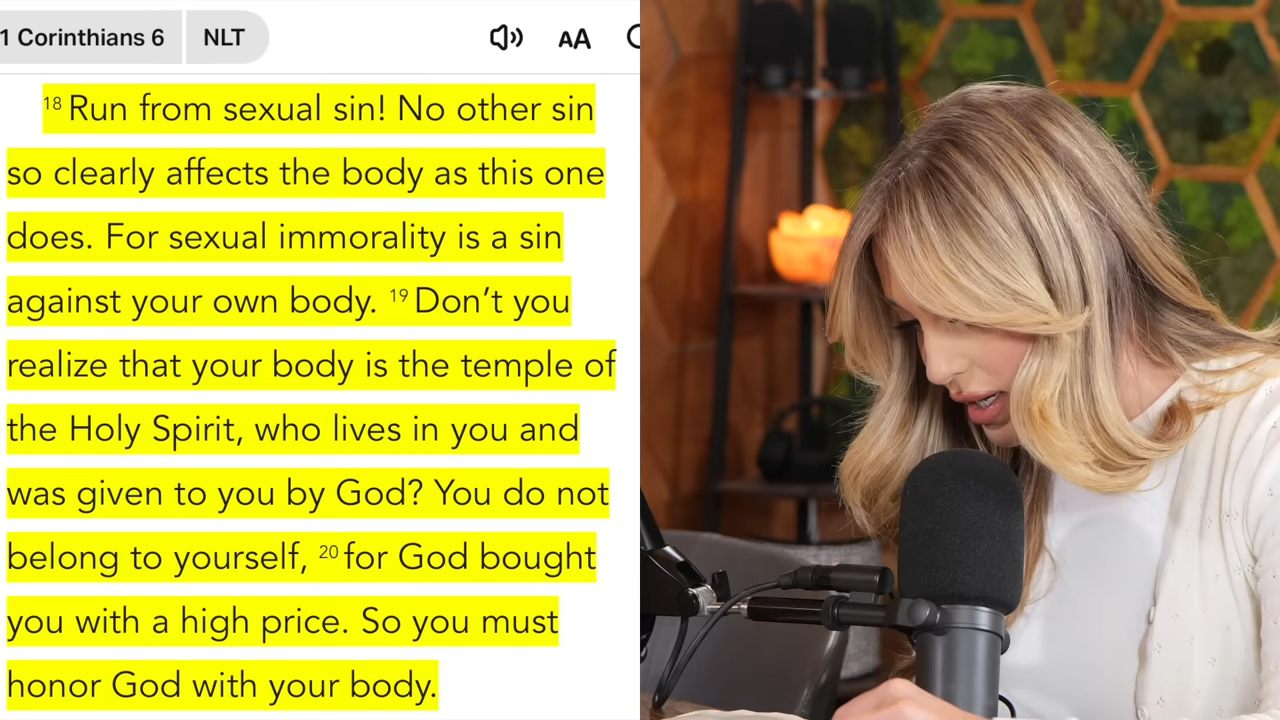 1 Corinthians 6 NLT AA
18 Run from sexual sin! No other sin
so clearly affects the body as this one
does. For sexual immorality is a sin
against your own body. 19 Don’t you
realize that your body is the temple of
the Holy Spirit, who lives in you and
was given to you by God? You do not
belong to yourself, 20 for God bought
you with a high price. So you must
honor God with your body.